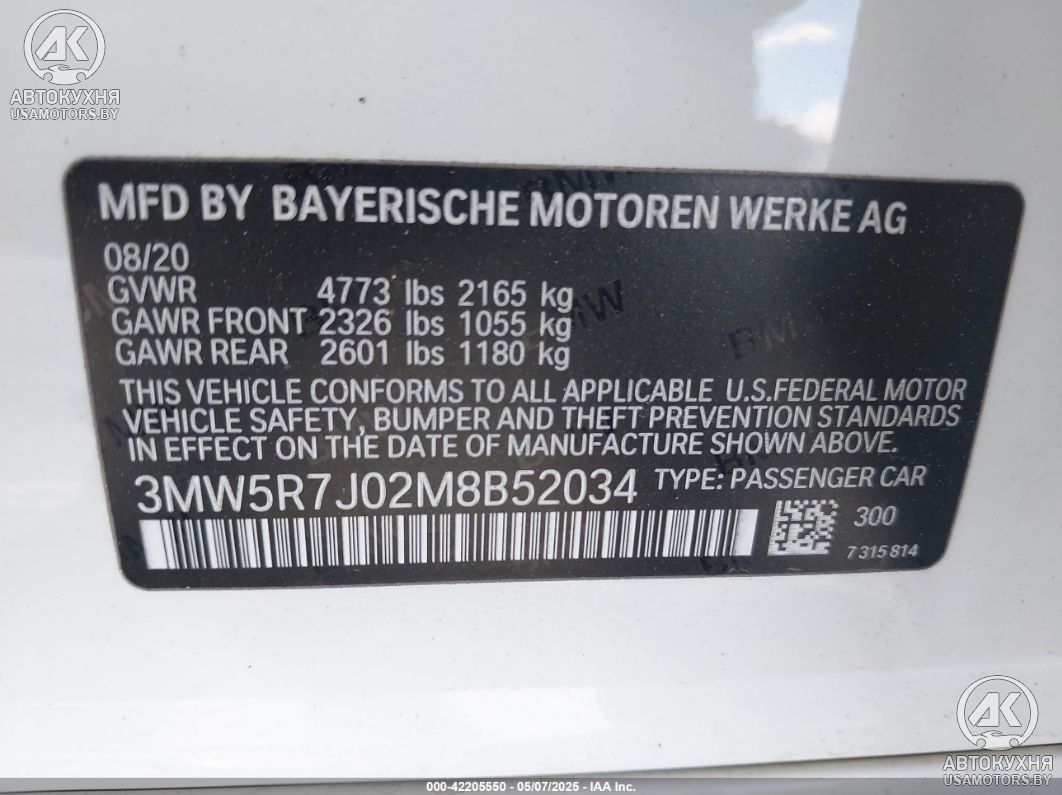 АК
АВТОКУХНЯ
USAMOTORS.BY
MFD BY BAYERISCHE MOTOREN WERKE AG
08/20
GVWR 4773 lbs 2165 kg
GAWR FRONT 2326 lbs 1055 kg
GAWR REAR 2601 lbs 1180 kg
THIS VEHICLE CONFORMS TO ALL APPLICABLE U.S.FEDERAL MOTOR
VEHICLE SAFETY, BUMPER AND THEFT PREVENTION STANDARDS
IN EFFECT ON THE DATE OF MANUFACTURE SHOWN ABOVE.
3MW5R7J02M8B52034 TYPE: PASSENGER CAR
300
7 315 814
АК
АВТОКУХНЯ
USAMOTORS.BY
000-42205550 - 05/07/2025 - IAA Inc.